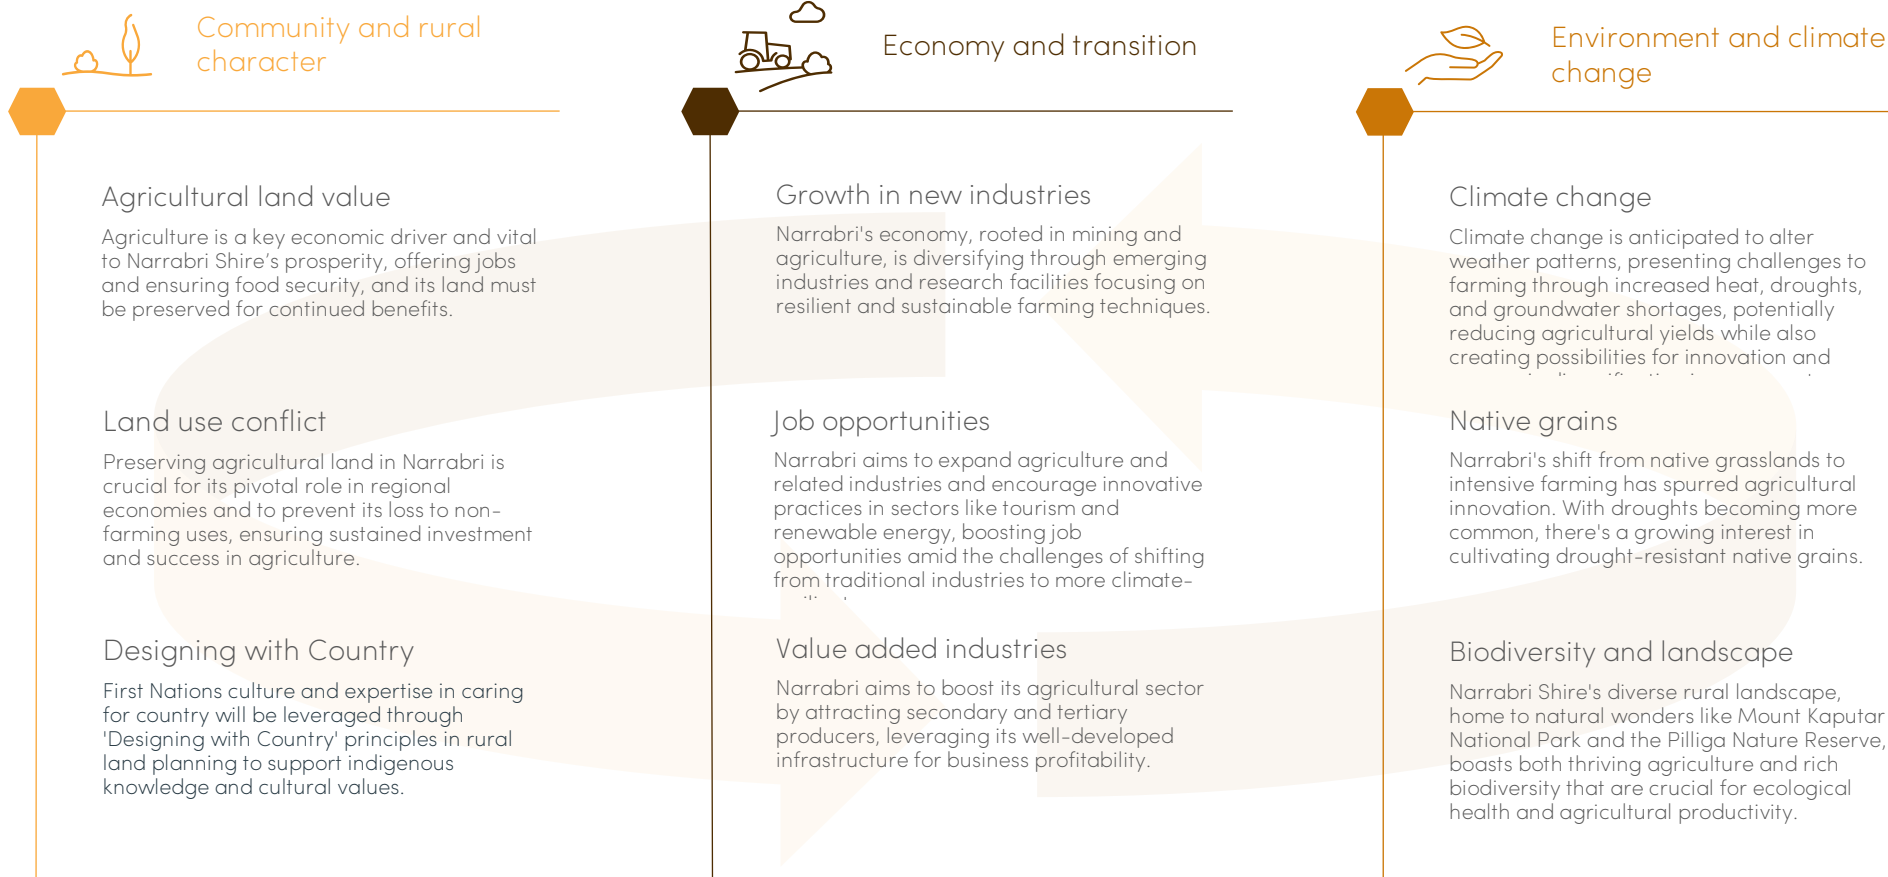 Community and rural
character
Agricultural land value
Agriculture is a key economic driver and vital
to Narrabri Shire’s prosperity, offering jobs
and ensuring food security, and its land must
be preserved for continued benefits.
Land use conflict
Preserving agricultural land in Narrabri is
crucial for its pivotal role in regional
economies and to prevent its loss to non-
farming uses, ensuring sustained investment
and success in agriculture.
Designing with Country
First Nations culture and expertise in caring
for country will be leveraged through
'Designing with Country' principles in rural
land planning to support indigenous
knowledge and cultural values.
Economy and transition
Growth in new industries
Narrabri's economy, rooted in mining and
agriculture, is diversifying through emerging
industries and research facilities focusing on
resilient and sustainable farming techniques.
Job opportunities
Narrabri aims to expand agriculture and
related industries and encourage innovative
practices in sectors like tourism and
renewable energy, boosting job
opportunities amid the challenges of shifting
from traditional industries to more climate-
Value added industries
Narrabri aims to boost its agricultural sector
by attracting secondary and tertiary
producers, leveraging its well-developed
infrastructure for business profitability.
Environment and climate
change
Climate change
Climate change is anticipated to alter
weather patterns, presenting challenges to
farming through increased heat, droughts,
and groundwater shortages, potentially
reducing agricultural yields while also
creating possibilities for innovation and
Native grains
Narrabri's shift from native grasslands to
intensive farming has spurred agricultural
innovation. With droughts becoming more
common, there's a growing interest in
cultivating drought-resistant native grains.
Biodiversity and landscape
Narrabri Shire's diverse rural landscape,
home to natural wonders like Mount Kaputar
National Park and the Pilliga Nature Reserve,
boasts both thriving agriculture and rich
biodiversity that are crucial for ecological
health and agricultural productivity.